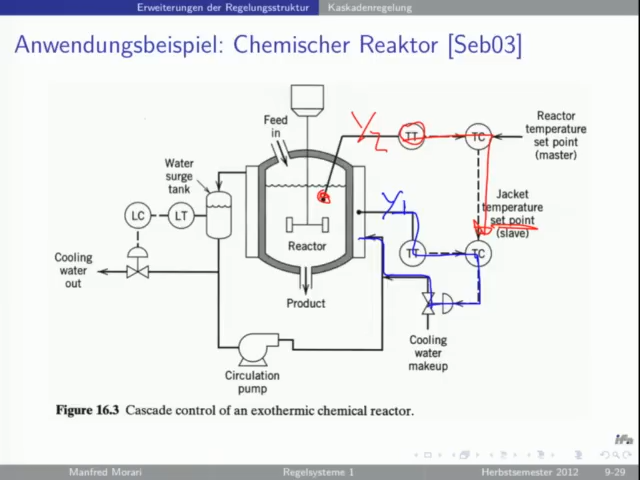 Erweiterungen der Regelungsstruktur Kaskadenregelung
Anwendungsbeispiel: Chemischer Reaktor [Seb03]
Feed
in
Y2
TT
TC
Reactor
temperature
set point
(master)
Water
surge
tank
Y1
Jacket
temperature
set point
(slave)
LC
LT
Reactor
TT
TC
Cooling
water
out
Product
Cooling
water
makeup
Circulation
pump
Figure 16.3 Cascade control of an exothermic chemical reactor.
ifa
Manfred Morari Regelsysteme 1 Herbstsemester 2012 9-29